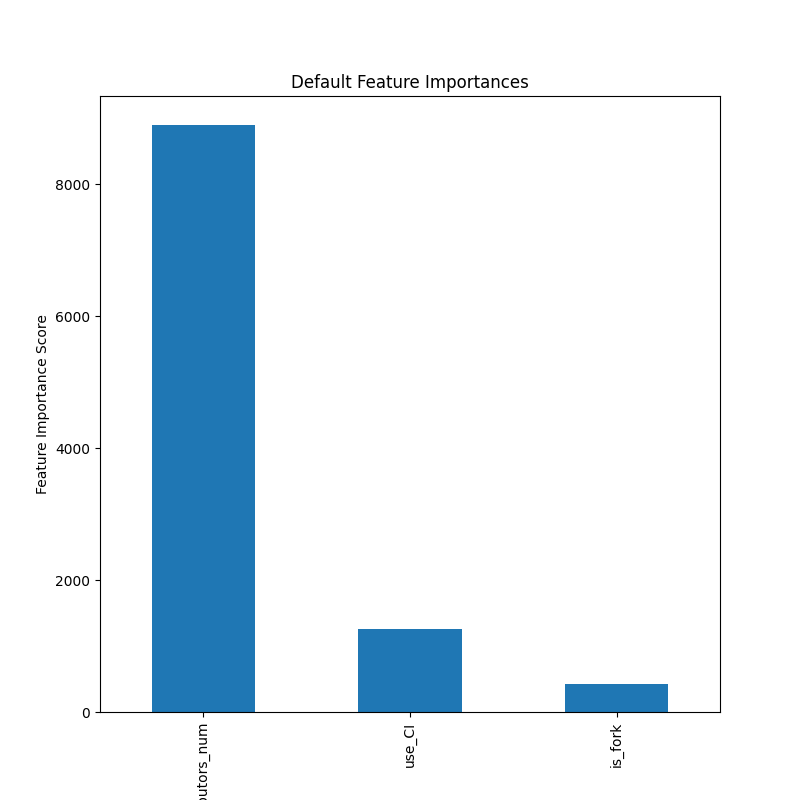 Default Feature Importances
Feature Importance Score
8000
6000
4000
2000
0
butors_num
use_CI
is_fork